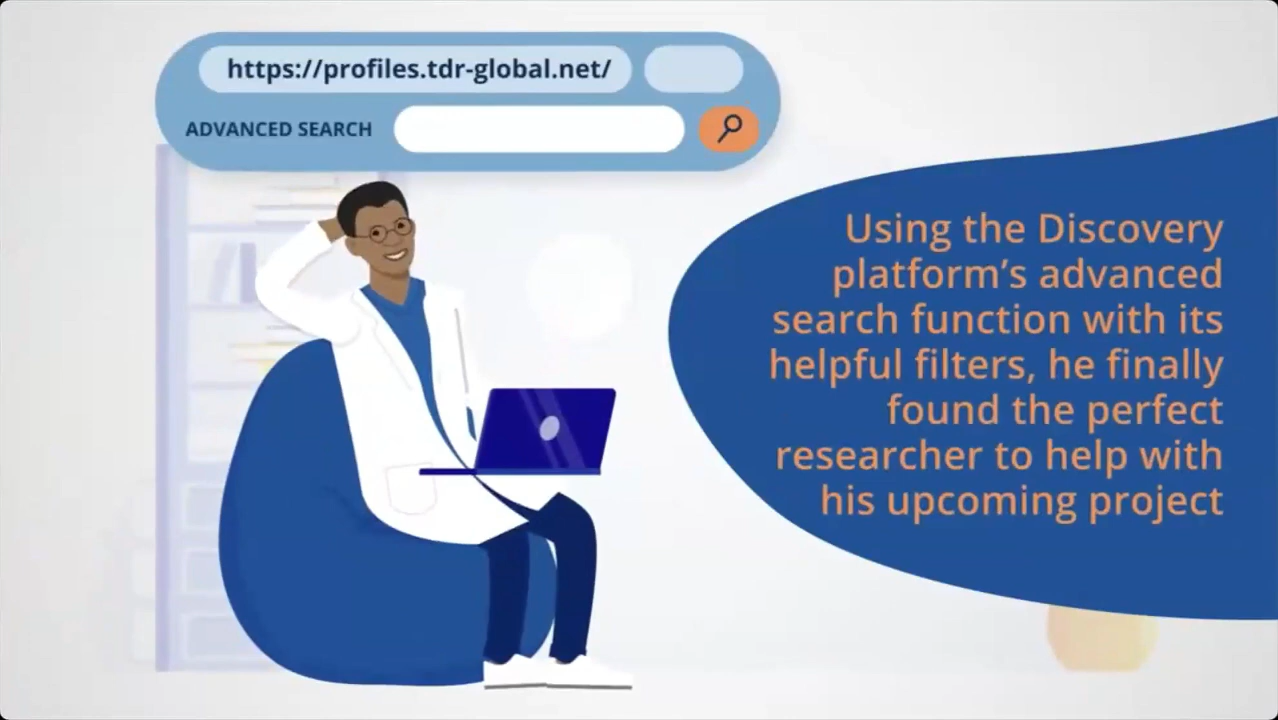 https://profiles.tdr-global.net/
ADVANCED SEARCH
Using the Discovery
platform’s advanced
search function with its
helpful filters, he finally
found the perfect
researcher to help with
his upcoming project